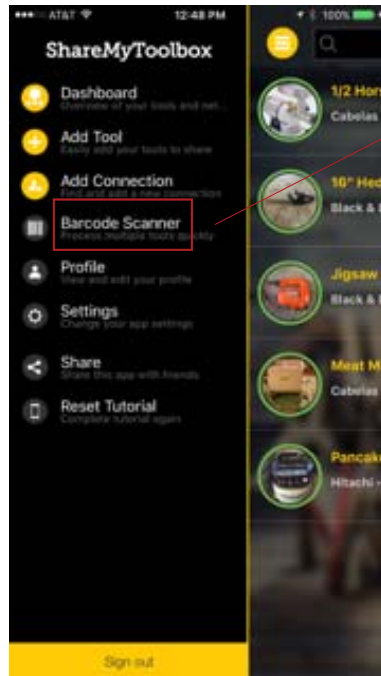 AT&T 12:48 PM 100%
ShareMyToolbox
Dashboard
Overview of your tools and net...
Add Tool
Easily add your tools to share
Add Connection
Find and add a new connection
Barcode Scanner
Process multiple tools quickly
Profile
View and edit your profile
Settings
Change your app settings
Share
Share this app with friends
Reset Tutorial
Complete tutorial again
Sign out
1/2 Hors
Cabelas
16" Hed
Black &
Jigsaw
Black &
Meat M
Cabelas
Pancake
Hitachi -